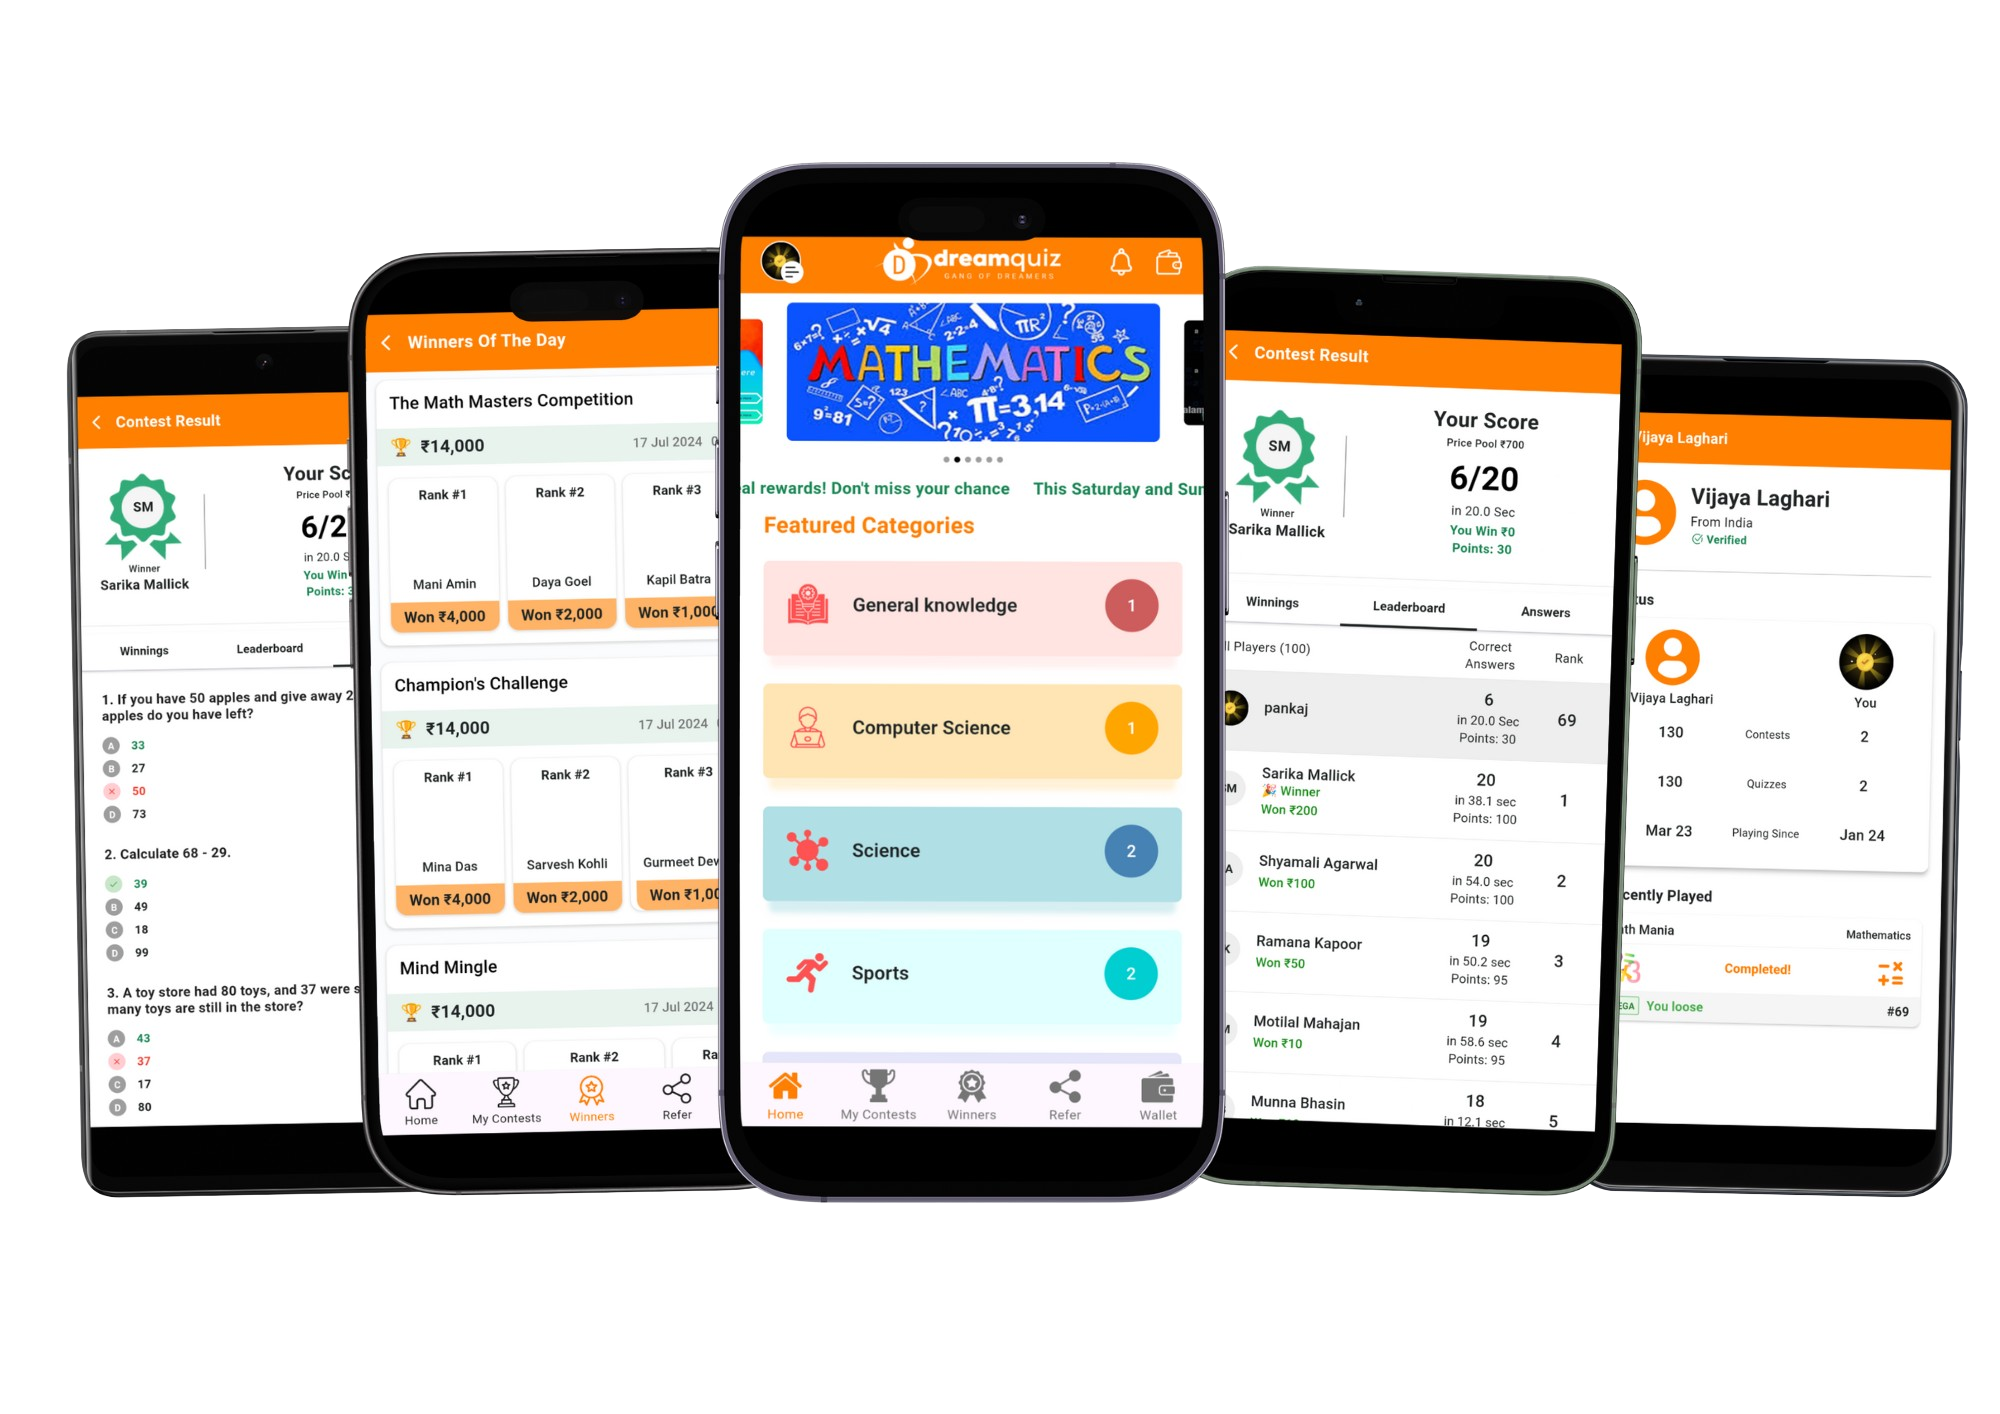 Contest Result
SM
Winner
Sarika Mallick
Your Sc
Price Pool ₹
6/2
in 20.0 S
You Win
Points: 3
Winnings
Leaderboard
1. If you have 50 apples and give away 2
apples do you have left?
A 33
B 27
50
D 73
2. Calculate 68 - 29.
39
B 49
C 18
D 99
3. A toy store had 80 toys, and 37 were s
many toys are still in the store?
A 43
37
C 17
D 80
Winners Of The Day
The Math Masters Competition
₹14,000
17 Jul 2024
Rank #1
Rank #2
Rank #3
Mani Amin
Daya Goel
Kapil Batra
Won ₹4,000
Won ₹2,000
Won ₹1,000
Champion's Challenge
₹14,000
17 Jul 2024
Rank #1
Rank #2
Rank #3
Mina Das
Sarvesh Kohli
Gurmeet Dev
Won ₹4,000
Won ₹2,000
Won ₹1,00
Mind Mingle
₹14,000
17 Jul 2024
Rank #1
Rank #2
Ra
Home
My Contests
Winners
Refer
D dreamquiz
GANG OF DREAMERS
MATHEMATICS
π=3,14
9=81
al rewards! Don't miss your chance
This Saturday and Sun
Featured Categories
General knowledge 1
Computer Science 1
Science 2
Sports 2
Home
My Contests
Winners
Refer
Wallet
Contest Result
SM
Winner
Sarika Mallick
Your Score
Price Pool ₹700
6/20
in 20.0 Sec
You Win ₹0
Points: 30
Winnings
Leaderboard
Answers
ll Players (100)
Correct
Answers
Rank
pankaj
6
in 20.0 Sec
Points: 30
69
Sarika Mallick
Winner
Won ₹200
20
in 38.1 sec
Points: 100
1
Shyamali Agarwal
Won ₹100
20
in 54.0 sec
Points: 100
2
Ramana Kapoor
Won ₹50
19
in 50.2 sec
Points: 95
3
Motilal Mahajan
Won ₹10
19
in 58.6 sec
Points: 95
4
Munna Bhasin
18
in 12.1 sec
5
Vijaya Laghari
Vijaya Laghari
From India
Verified
tus
Vijaya Laghari
You
130 Contests 2
130 Quizzes 2
Mar 23 Playing Since Jan 24
cently Played
th Mania
Mathematics
Completed!
EGA You loose
#69